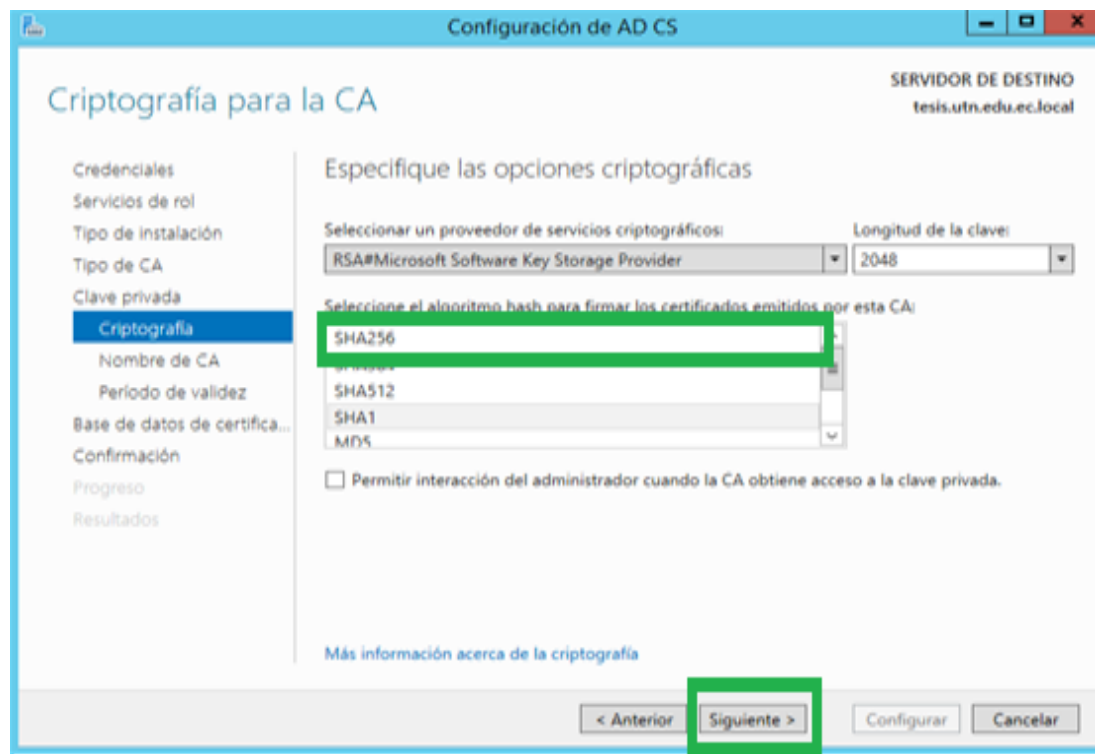 Configuración de AD CS
Criptografía para la CA
SERVIDOR DE DESTINO
tesis.utn.edu.ec.local
Credenciales
Servicios de rol
Tipo de instalación
Tipo de CA
Clave privada
Criptografía
Nombre de CA
Período de validez
Base de datos de certifica...
Confirmación
Progreso
Resultados
Especifique las opciones criptográficas
Seleccionar un proveedor de servicios criptográficos:
Longitud de la clave:
RSA#Microsoft Software Key Storage Provider
2048
Seleccione el algoritmo hash para firmar los certificados emitidos por esta CA:
SHA256
SHA512
SHA1
MD5
Permitir interacción del administrador cuando la CA obtiene acceso a la clave privada.
Más información acerca de la criptografía
< Anterior
Siguiente >
Configurar
Cancelar